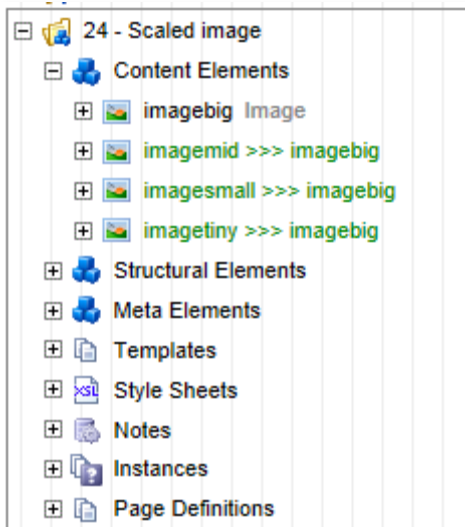 24 - Scaled image
Content Elements
imagebig Image
imagemid >>> imagebig
imagesmall >>> imagebig
imagetiny >>> imagebig
Structural Elements
Meta Elements
Templates
XSL Style Sheets
Notes
Instances
Page Definitions